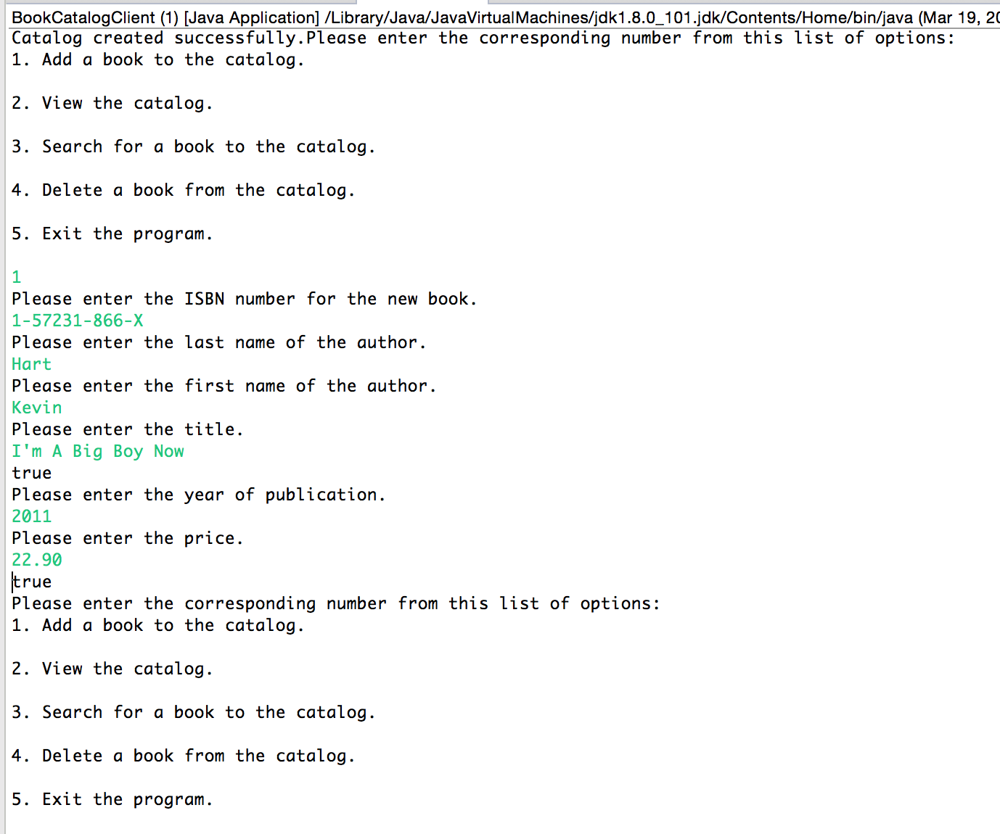 BookCatalogClient (1) [Java Application] /Library/Java/JavaVirtualMachines/jdk1.8.0_101.jdk/Contents/Home/bin/java (Mar 19,
Catalog created successfully.Please enter the corresponding number from this list of options:
1. Add a book to the catalog.
2. View the catalog.
3. Search for a book to the catalog.
4. Delete a book from the catalog.
5. Exit the program.
1
Please enter the ISBN number for the new book.
1-57231-866-X
Please enter the last name of the author.
Hart
Please enter the first name of the author.
Kevin
Please enter the title.
I'm A Big Boy Now
true
Please enter the year of publication.
2011
Please enter the price.
22.90
true
Please enter the corresponding number from this list of options:
1. Add a book to the catalog.
2. View the catalog.
3. Search for a book to the catalog.
4. Delete a book from the catalog.
5. Exit the program.